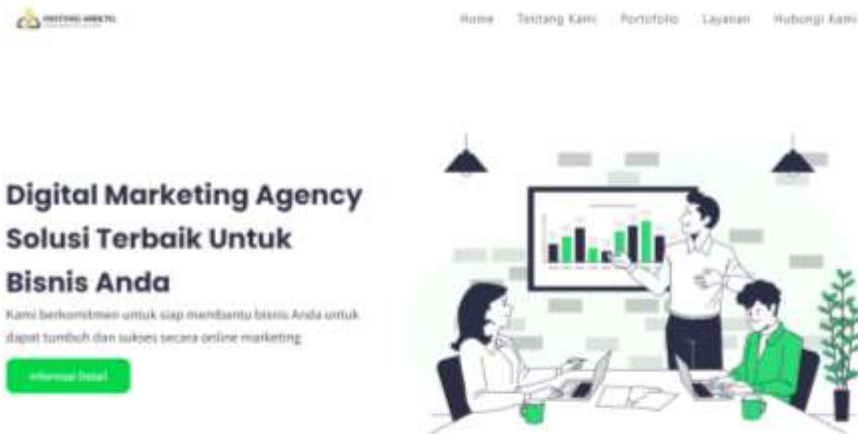 Home Tentang Kami Portofolio Layanan Hubungi Kami
Digital Marketing Agency
Solusi Terbaik Untuk
Bisnis Anda
Kami berkomitmen untuk siap membantu bisnis Anda untuk
dapat tumbuh dan sukses secara online marketing
Informasi Detail